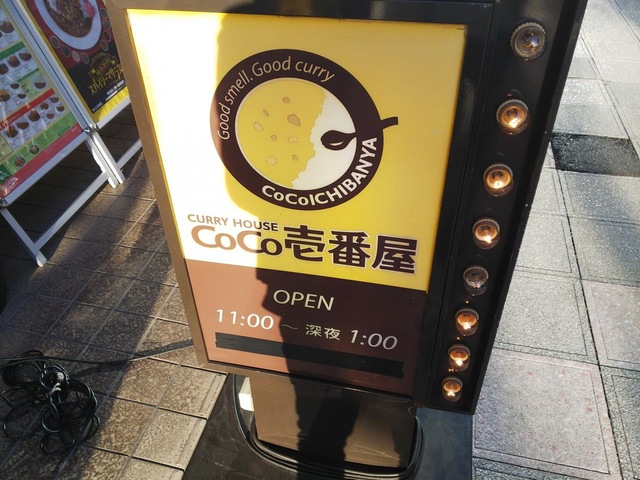 Good smell. Good curry
CoCoICHIBANYA
CURRY HOUSE
CoCo壱番屋
OPEN
11:00 〜 深夜 1:00